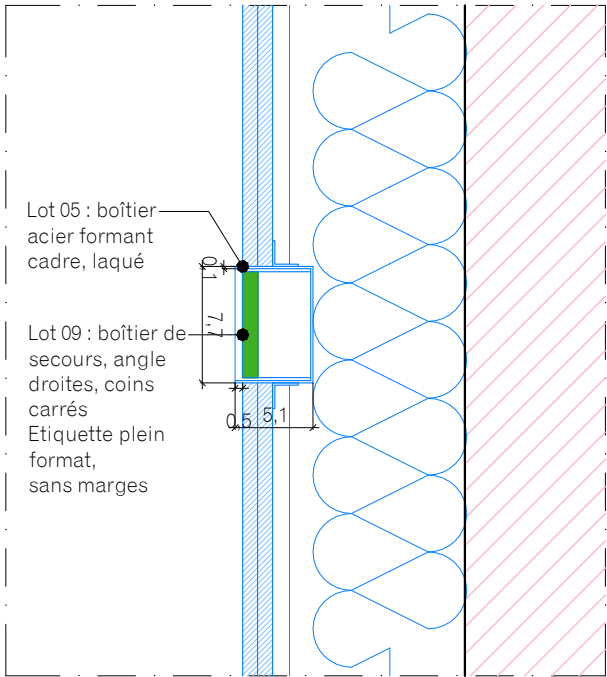 Lot 05 : boîtier
acier formant
cadre, laqué
0,1
7,7
Lot 09 : boîtier de
secours, angle
droites, coins
carrés
Etiquette plein
format,
sans marges
0,5
5,1